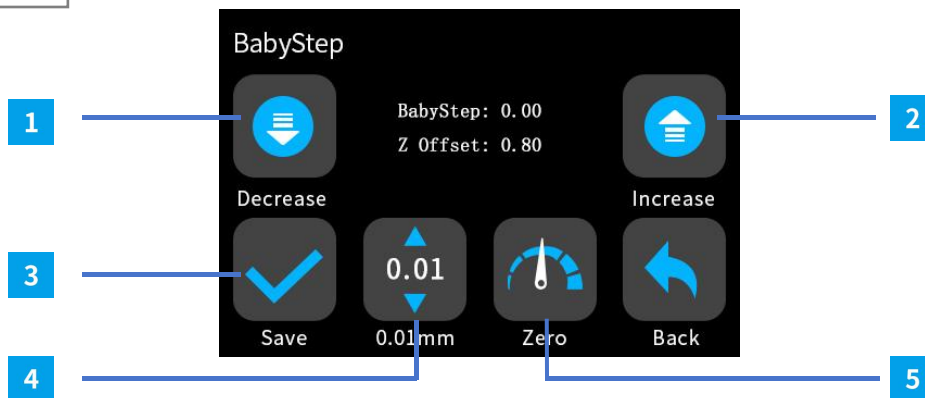 BabyStep
1
BabyStep: 0.00
2
Z Offset: 0.80
Decrease
Increase
3
0.01
Save
0.01mm
Zero
Back
4
5